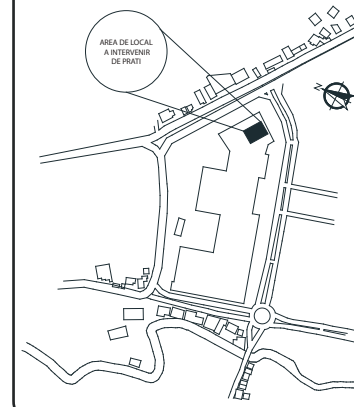 AREA DE LOCAL
A INTERVENIR
DE PRATI